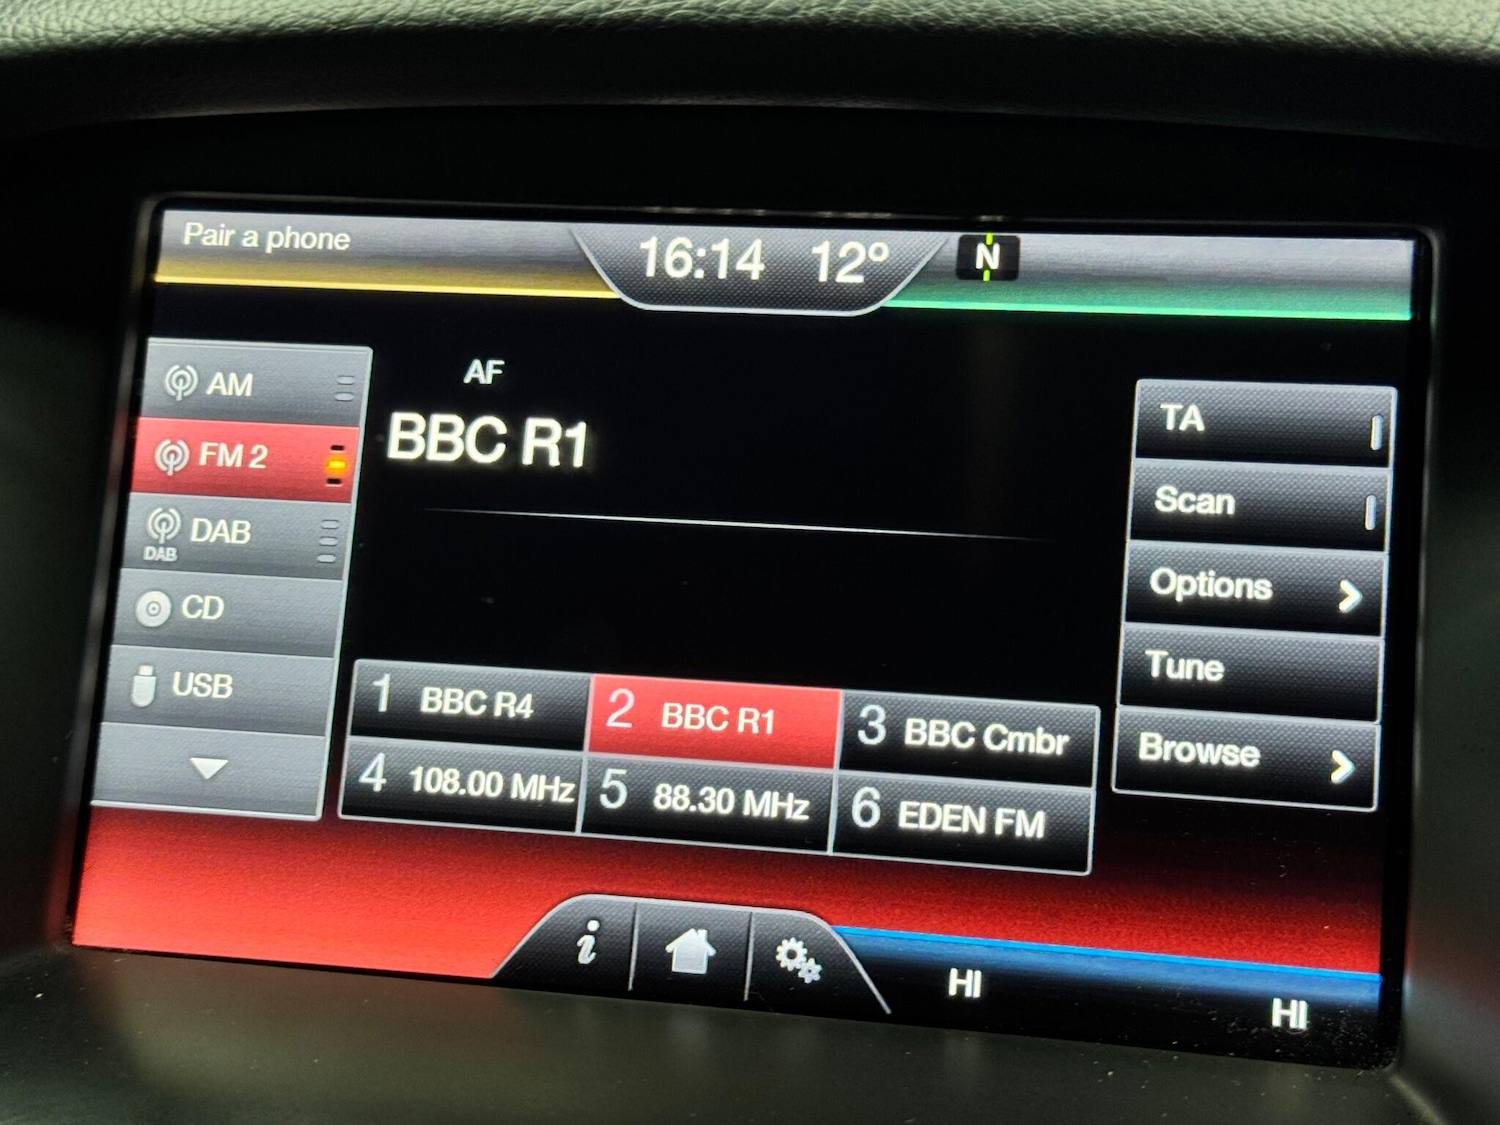 Pair a phone
16:14 12° N
AM
FM 2
DAB
DAB
CD
USB
AF
BBC R1
TA
Scan
Options
Tune
Browse
1 BBC R4
2 BBC R1
3 BBC Cmbr
4 108.00 MHz
5 88.30 MHz
6 EDEN FM
i
HI
HI